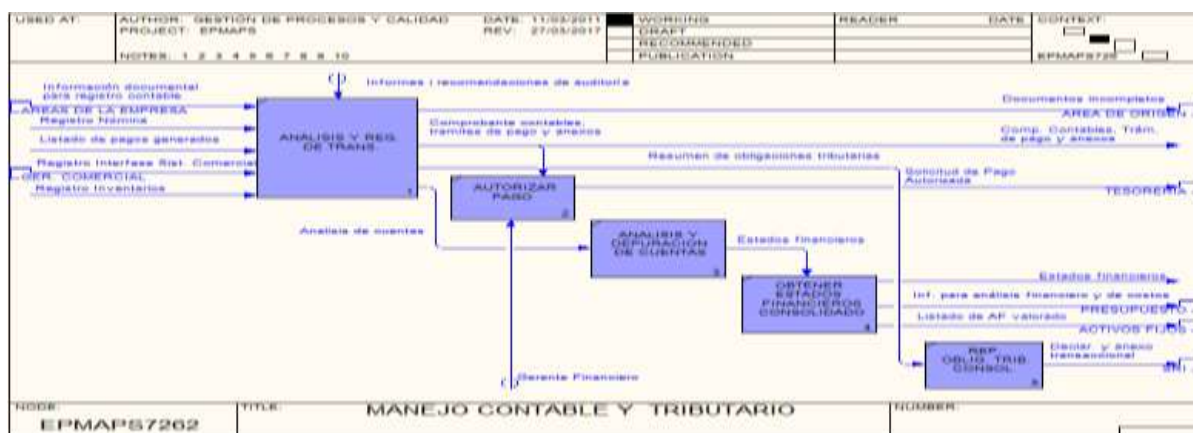 USED AT:
AUTHOR: GESTIÓN DE PROCESOS Y CALIDAD
DATE: 11/03/2011
WORKING
READER
DATE
CONTEXT:
PROJECT: EPMAPS
REV: 27/03/2017
DRAFT
RECOMMENDED
NOTES: 1 2 3 4 5 6 7 8 9 10
PUBLICATION
EPMAPS726
Informes / recomendaciones de auditoría
Información documental
para registro contable
AREAS DE LA EMPRESA
Registro Nómina
Listado de pagos generados
Registro Interfase Sist. Comercial
GER. COMERCIAL
Registro Inventarios
ANALISIS Y REG.
DE TRANS.
1
Documentos incompletos
AREA DE ORIGEN
Comprobante contables,
tramites de pago y anexos
Comp. Contables, Trám.
de pago y anexos
Resumen de obligaciones tributarias
Solicitud de Pago
Autorizada
TESORERIA
AUTORIZAR
PAGO
2
Analisis de cuentas
ANALISIS Y
DEPURACION
DE CUENTAS
3
Estados financieros
OBTENER
ESTADOS
FINANCIEROS
CONSOLIDADO
4
Estados financieros
Inf. para análisis financiero y de costos
PRESUPUESTO
Listado de AF valorado
ACTIVOS FIJOS
REP.
OBLIG. TRIB.
CONSOL.
5
Declar. y anexo
transaccional
SRI
Gerente Financiero
NODE:
TITLE:
MANEJO CONTABLE Y TRIBUTARIO
NUMBER:
EPMAPS7262